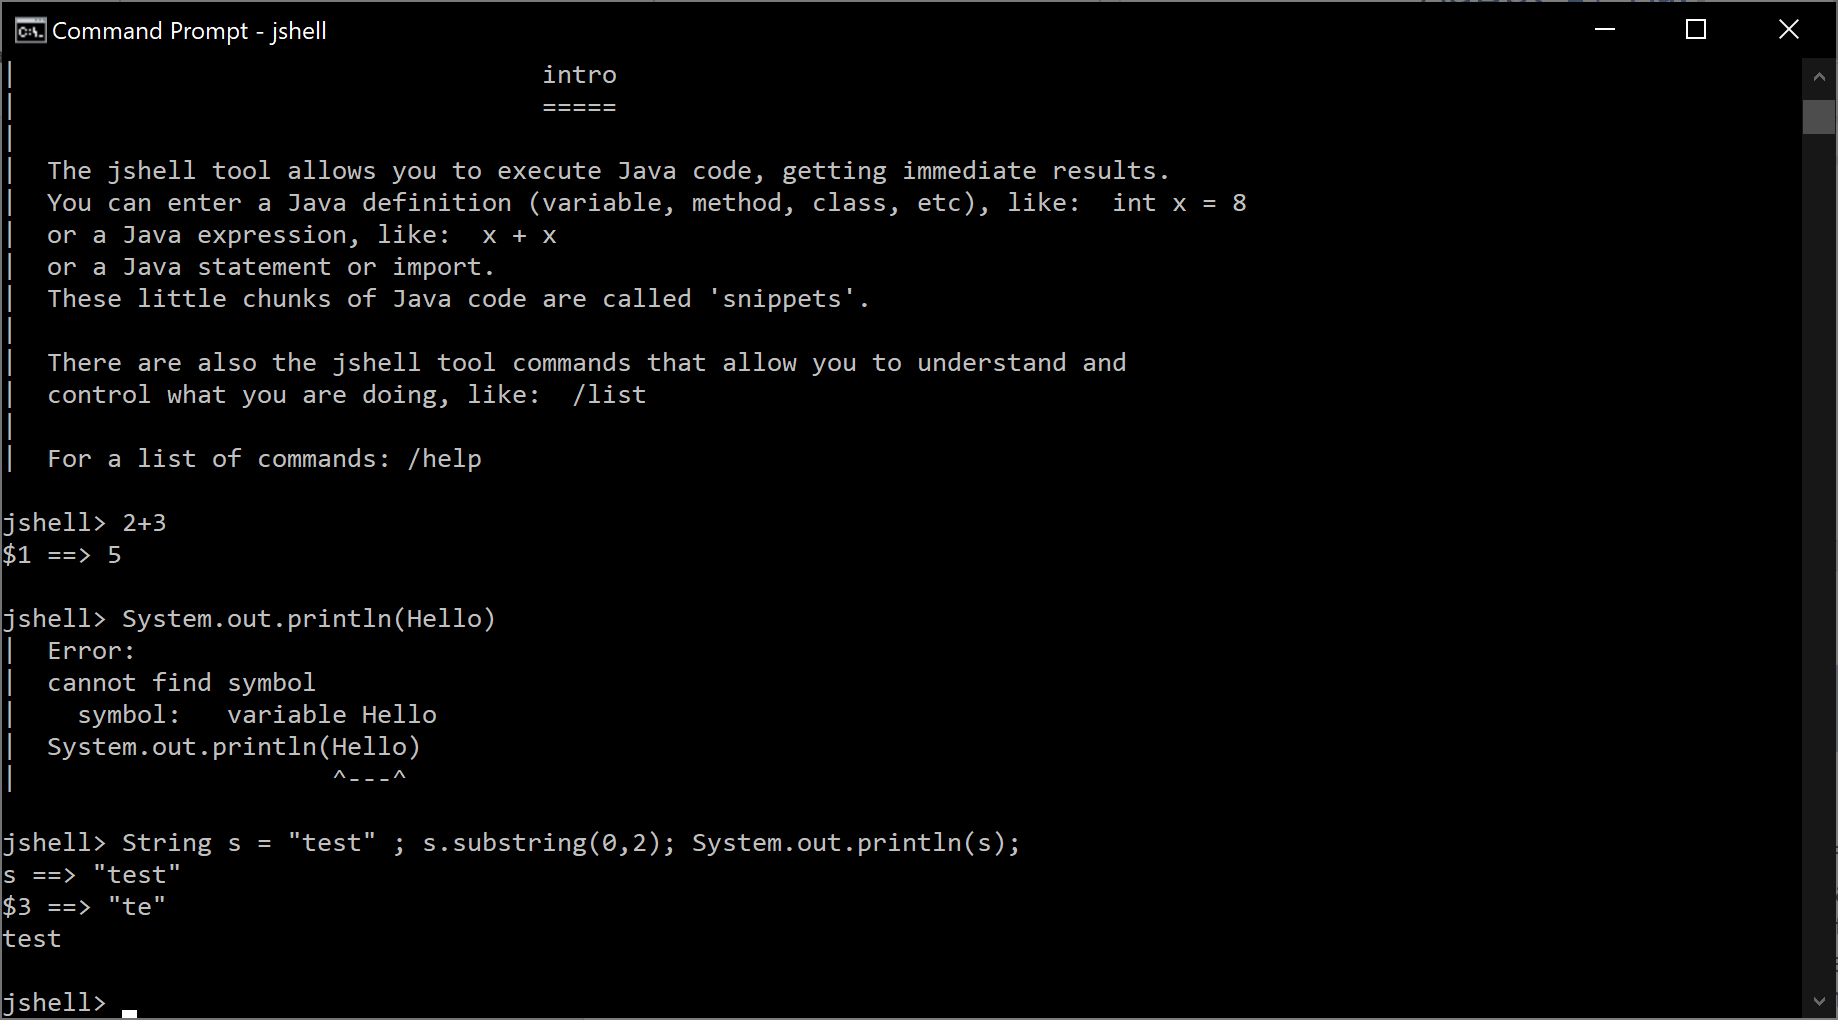 Command Prompt - jshell
|                                   intro
|                                   =====
|
|  The jshell tool allows you to execute Java code, getting immediate results.
|  You can enter a Java definition (variable, method, class, etc), like:  int x = 8
|  or a Java expression, like:  x + x
|  or a Java statement or import.
|  These little chunks of Java code are called 'snippets'.
|
|  There are also the jshell tool commands that allow you to understand and
|  control what you are doing, like:  /list
|
|  For a list of commands: /help
jshell> 2+3
$1 ==> 5
jshell> System.out.println(Hello)
|  Error:
|  cannot find symbol
|    symbol:   variable Hello
|  System.out.println(Hello)
|                     ^---^
jshell> String s = "test" ; s.substring(0,2); System.out.println(s);
s ==> "test"
$3 ==> "te"
test
jshell>